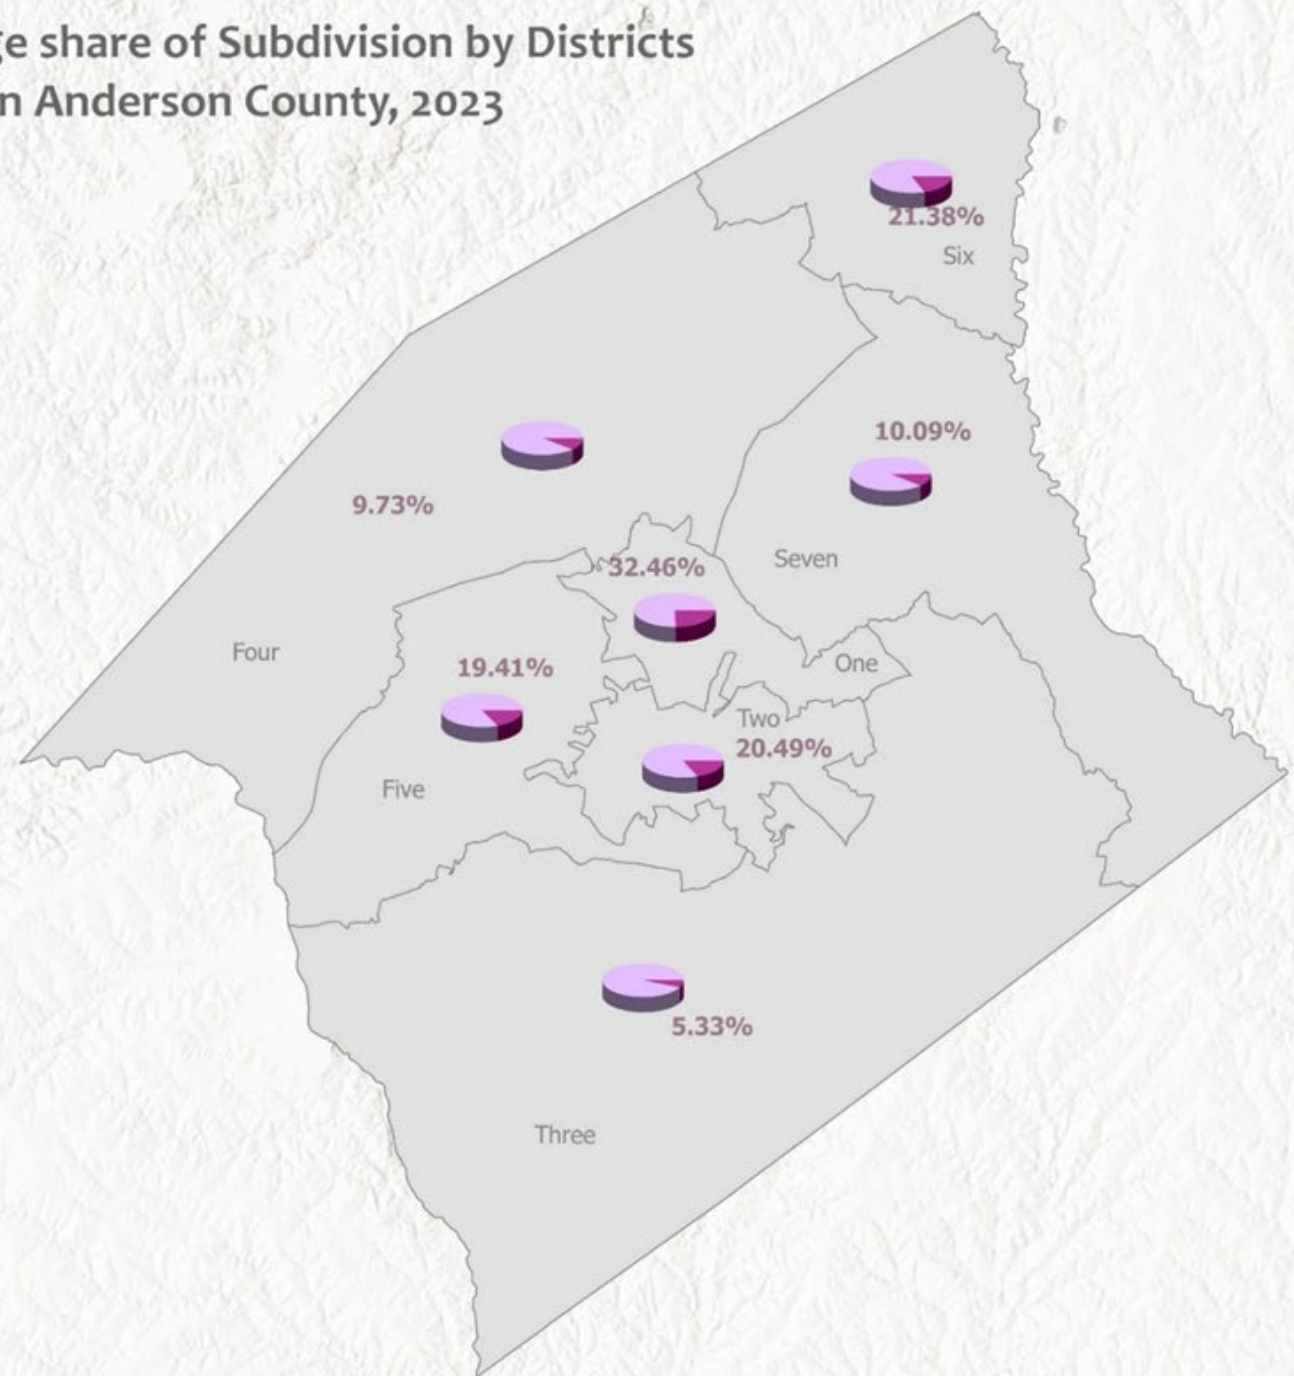 ge share of Subdivision by Districts
n Anderson County, 2023
21.38%
Six
10.09%
9.73%
Seven
32.46%
Four
One
19.41%
Two
20.49%
Five
5.33%
Three